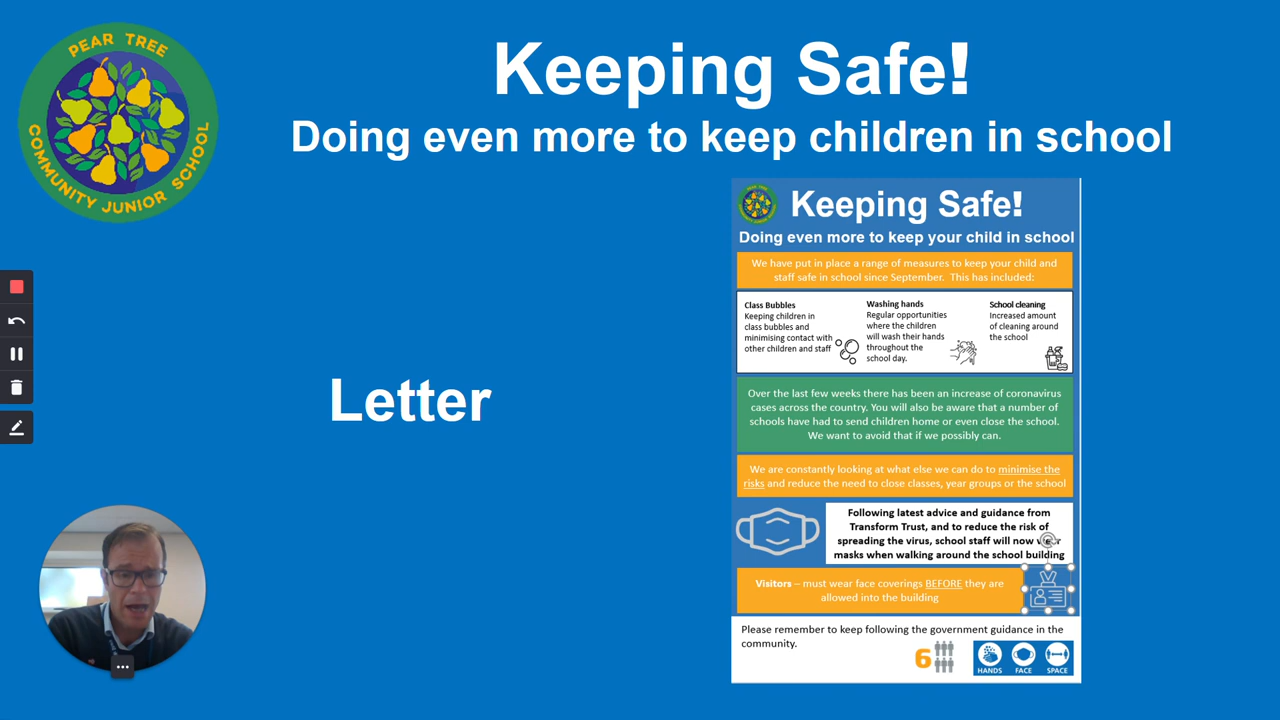 PEAR TREE
COMMUNITY JUNIOR SCHOOL
Keeping Safe!
Doing even more to keep children in school
Letter
Keeping Safe!
Doing even more to keep your child in school
We have put in place a range of measures to keep your child and
staff safe in school since September. This has included:
Class Bubbles
Keeping children in
class bubbles and
minimising contact with
other children and staff
Washing hands
Regular opportunities
where the children
will wash their hands
throughout the
school day.
School cleaning
Increased amount
of cleaning around
the school
Over the last few weeks there has been an increase of coronavirus
cases across the country. You will also be aware that a number of
schools have had to send children home or even close the school.
We want to avoid that if we possibly can.
We are constantly looking at what else we can do to minimise the
risks and reduce the need to close classes, year groups or the school
Following latest advice and guidance from
Transform Trust, and to reduce the risk of
spreading the virus, school staff will now
masks when walking around the school building
Visitors – must wear face coverings BEFORE they are
allowed into the building
Please remember to keep following the government guidance in the
community.
6
HANDS FACE SPACE